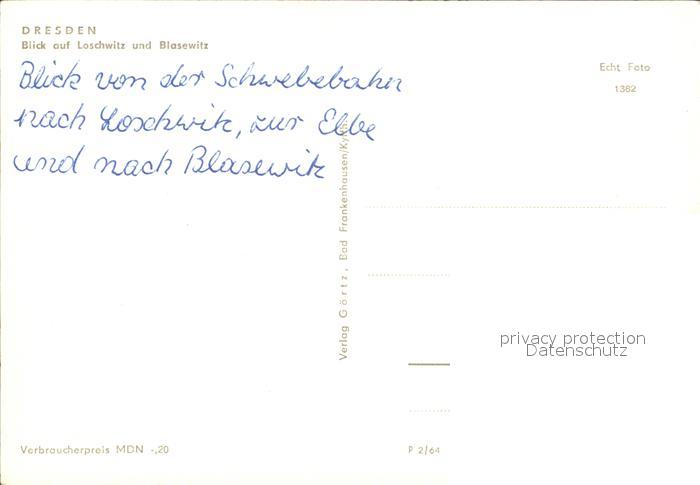 DRESDEN
Blick auf Loschwitz und Blasewitz
Blick von der Schwebebahn
nach Loschwitz, zur Elbe
und nach Blasewitz
Echt Foto
1362
Verlag Görtz, Bad Frankenhausen/Kyffh.
privacy protection
Datenschutz
Verbraucherpreis MDN -,20
P 2/64